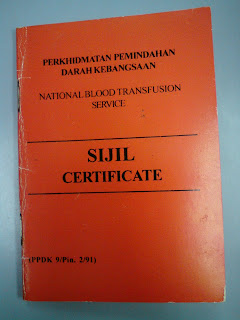 PERKHIDMATAN PEMINDAHAN
DARAH KEBANGSAAN
NATIONAL BLOOD TRANSFUSION
SERVICE
SIJIL
CERTIFICATE
(PPDK 9/Pin. 2/91)